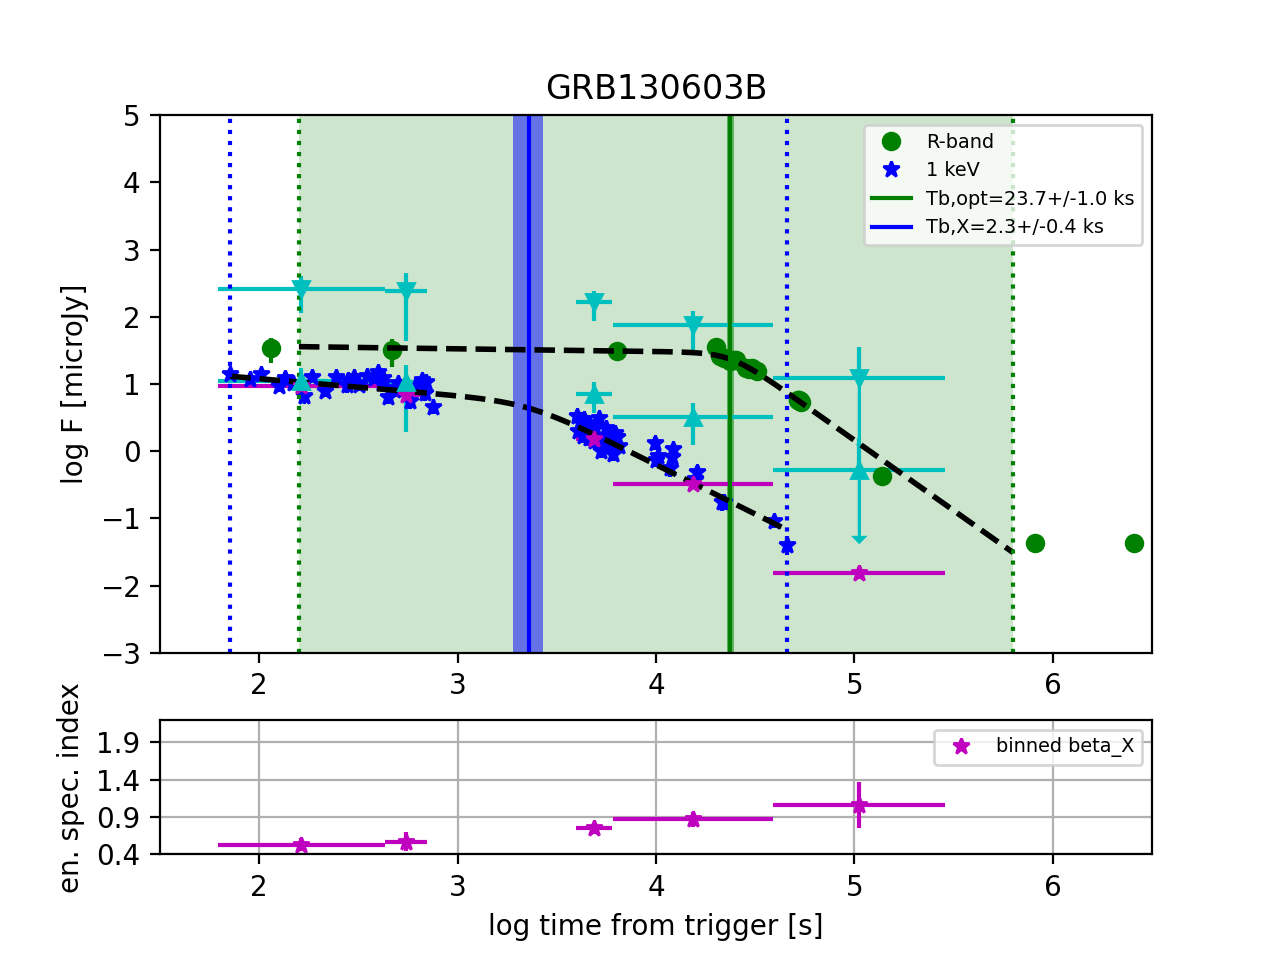 GRB130603B
5
4
3
2
1
0
−1
−2
−3
log F [microJy]
R-band
1 keV
Tb,opt=23.7+/-1.0 ks
Tb,X=2.3+/-0.4 ks
2 3 4 5 6
1.9
1.4
0.9
0.4
en. spec. index
binned beta_X
2 3 4 5 6
log time from trigger [s]